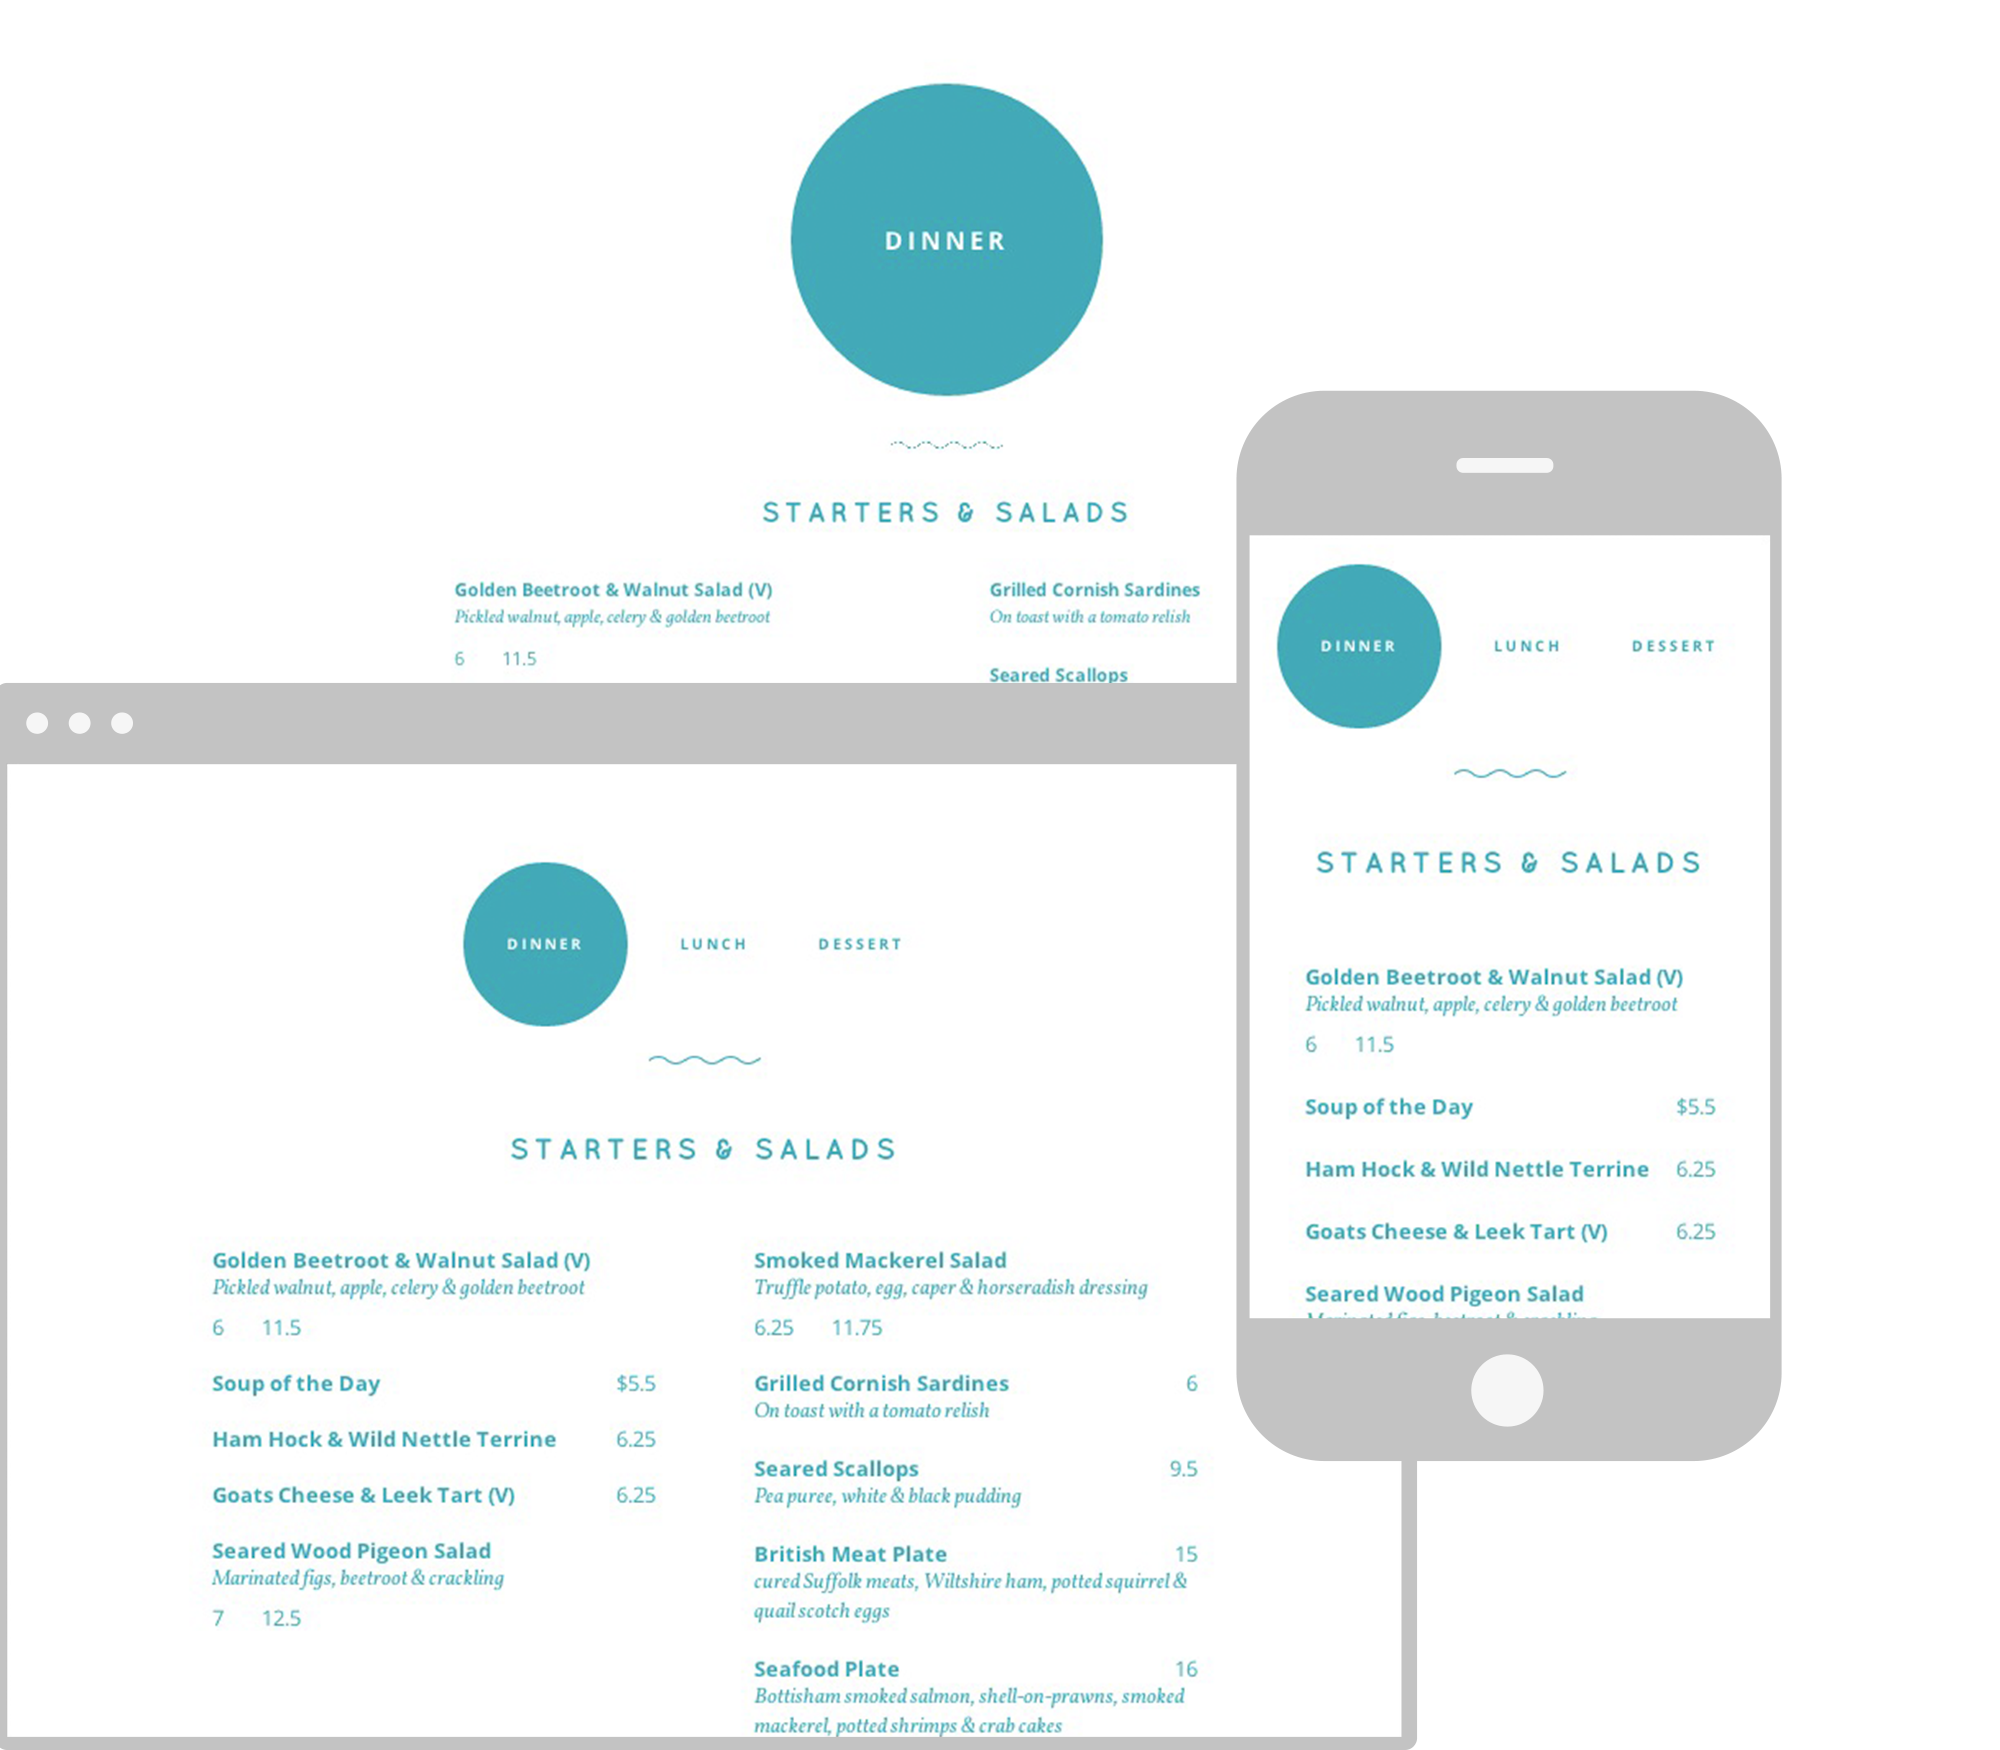 DINNER
STARTERS & SALADS
Golden Beetroot & Walnut Salad (V)
Pickled walnut, apple, celery & golden beetroot
6 11.5
Grilled Cornish Sardines
On toast with a tomato relish
Seared Scallops
DINNER LUNCH DESSERT
STARTERS & SALADS
Golden Beetroot & Walnut Salad (V)
Pickled walnut, apple, celery & golden beetroot
6 11.5
Soup of the Day $5.5
Ham Hock & Wild Nettle Terrine 6.25
Goats Cheese & Leek Tart (V) 6.25
Seared Wood Pigeon Salad
Marinated figs, beetroot & crackling
7 12.5
Smoked Mackerel Salad
Truffle potato, egg, caper & horseradish dressing
6.25 11.75
Grilled Cornish Sardines 6
On toast with a tomato relish
Seared Scallops 9.5
Pea puree, white & black pudding
British Meat Plate 15
cured Suffolk meats, Wiltshire ham, potted squirrel &
quail scotch eggs
Seafood Plate 16
Bottisham smoked salmon, shell-on-prawns, smoked
mackerel, potted shrimps & crab cakes
DINNER LUNCH DESSERT
STARTERS & SALADS
Golden Beetroot & Walnut Salad (V)
Pickled walnut, apple, celery & golden beetroot
6 11.5
Soup of the Day $5.5
Ham Hock & Wild Nettle Terrine 6.25
Goats Cheese & Leek Tart (V) 6.25
Seared Wood Pigeon Salad